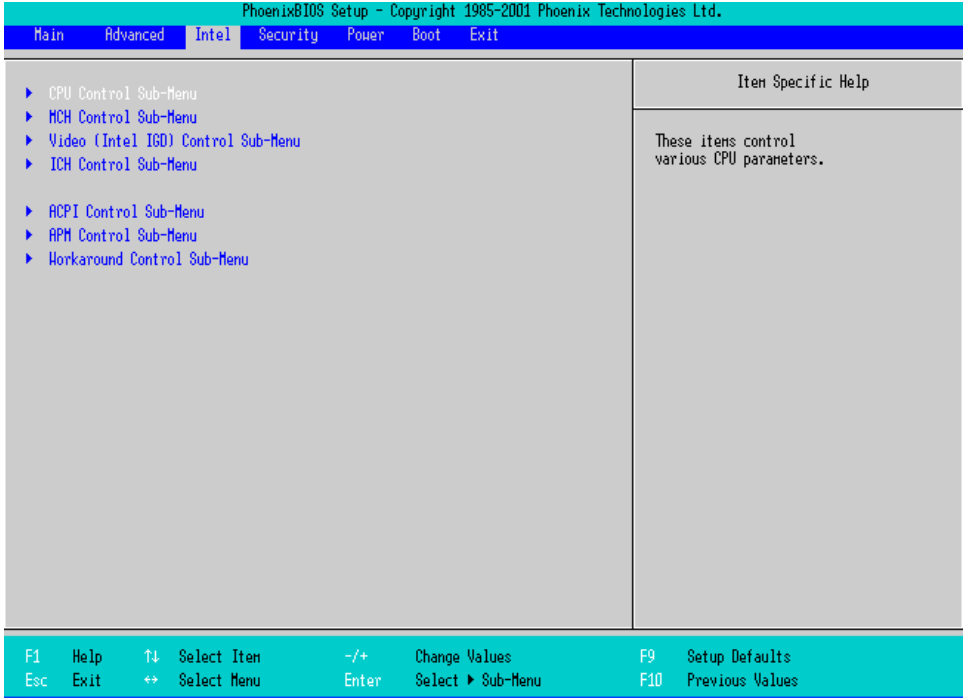 PhoenixBIOS Setup - Copyright 1985-2001 Phoenix Technologies Ltd.
Main Advanced Intel Security Power Boot Exit
CPU Control Sub-Menu
MCH Control Sub-Menu
Video (Intel IGD) Control Sub-Menu
ICH Control Sub-Menu
ACPI Control Sub-Menu
APM Control Sub-Menu
Workaround Control Sub-Menu
Item Specific Help
These items control
various CPU parameters.
F1 Help ↑↓ Select Item -/+ Change Values F9 Setup Defaults
Esc Exit ↔ Select Menu Enter Select ▶ Sub-Menu F10 Previous Values